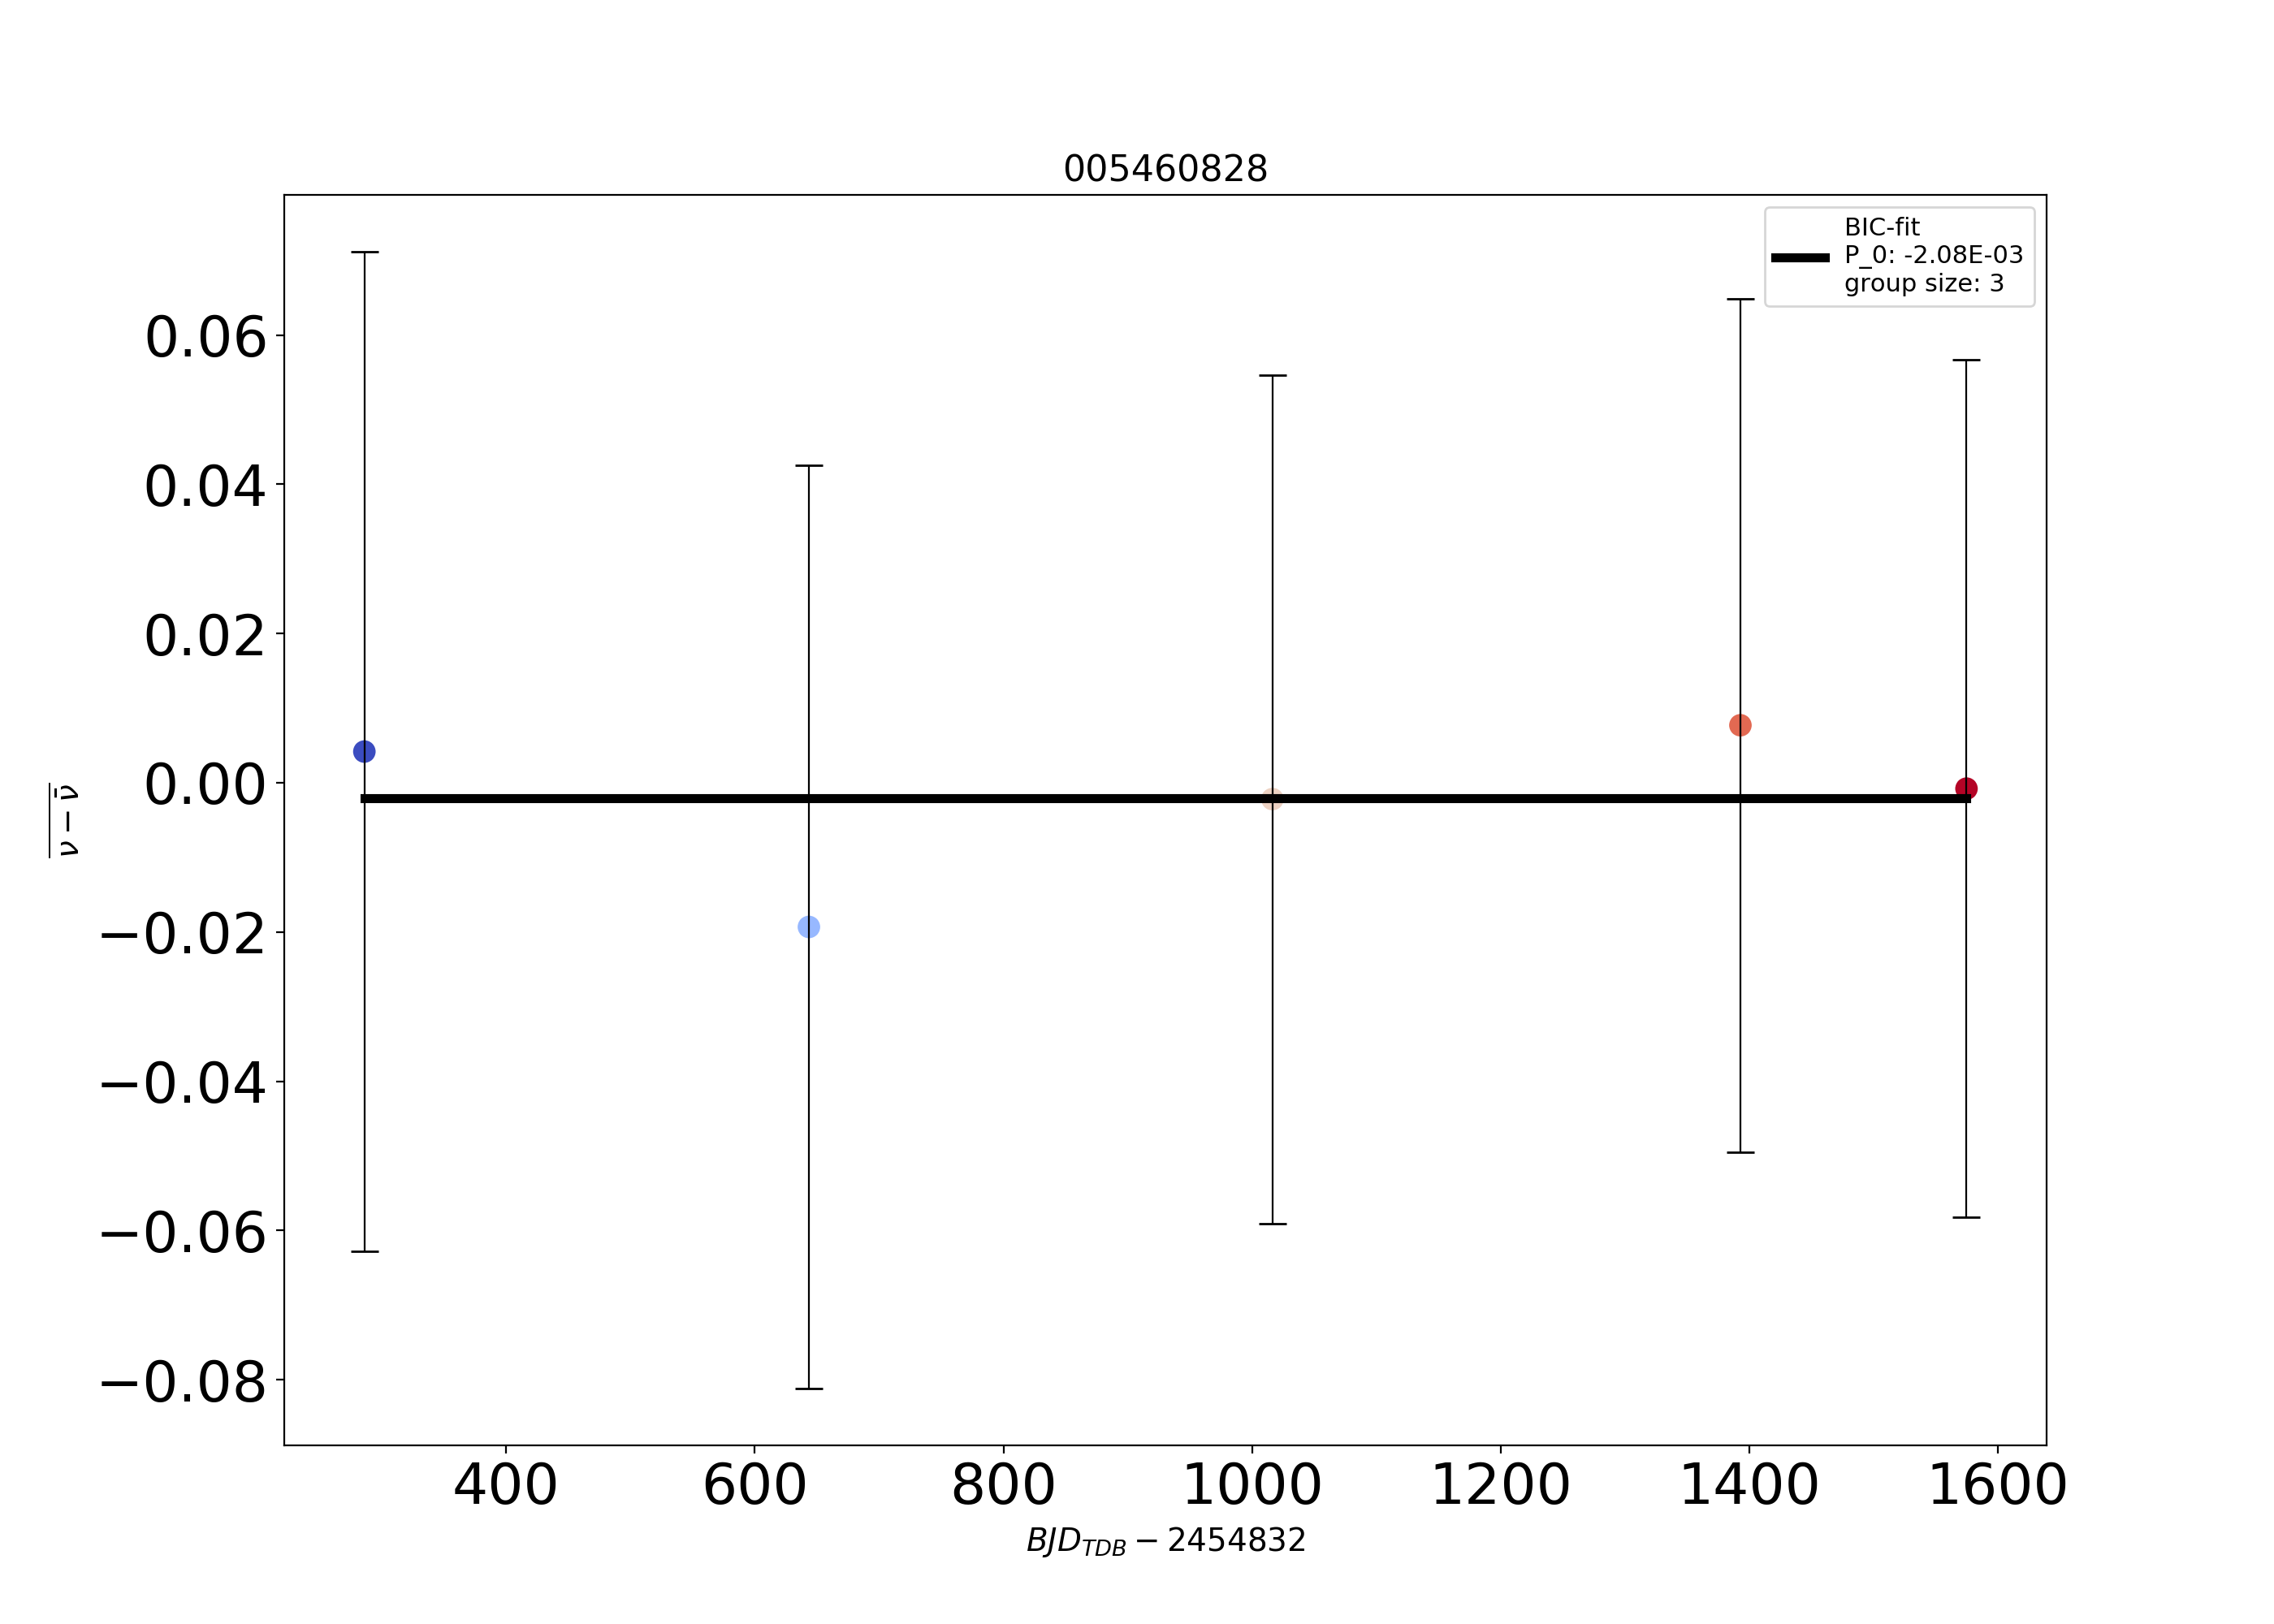 005460828
BIC-fit
P_0: -2.08E-03
group size: 3
0.06
0.04
0.02
0.00
−0.02
−0.04
−0.06
−0.08
ν − ν̄
400 600 800 1000 1200 1400 1600
BJD_TDB − 2454832